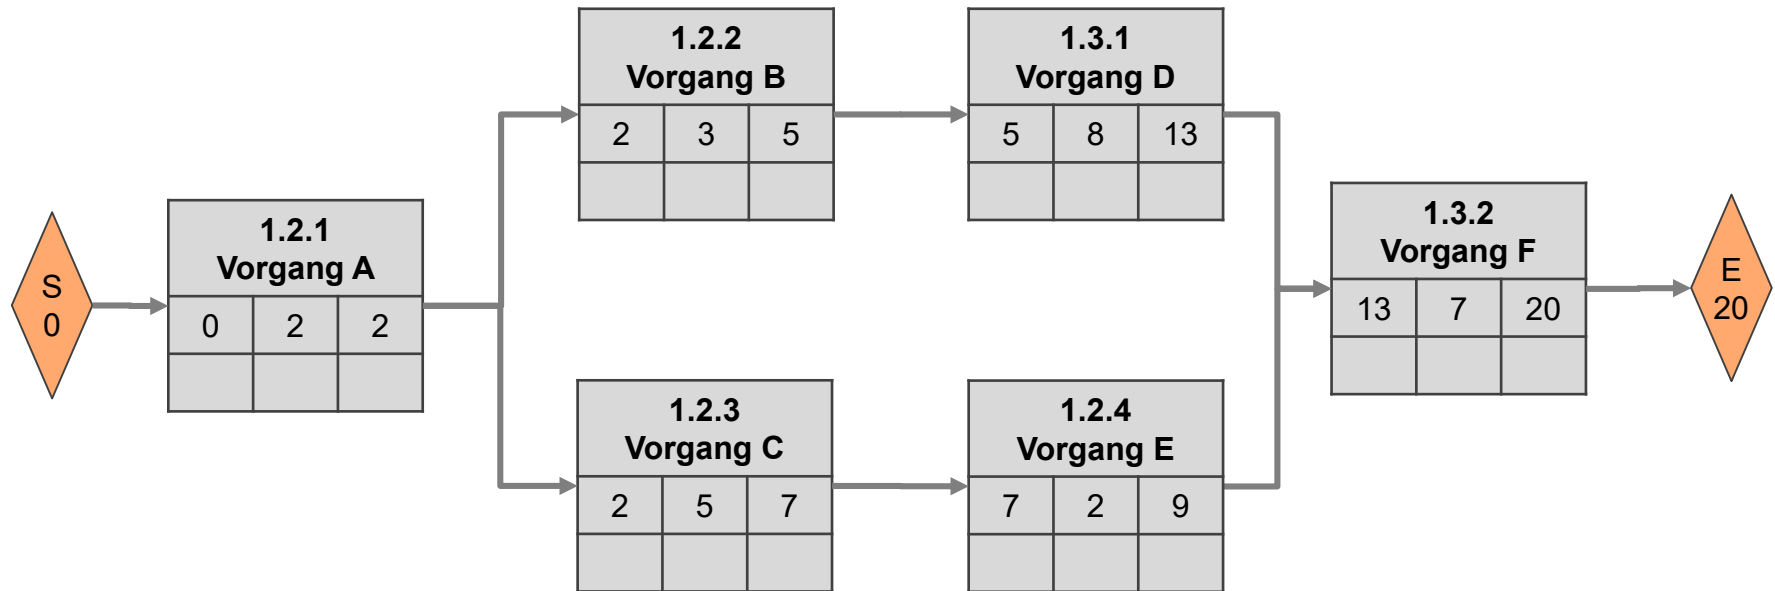 S
0
1.2.1
Vorgang A
0 2 2
1.2.2
Vorgang B
2 3 5
1.2.3
Vorgang C
2 5 7
1.3.1
Vorgang D
5 8 13
1.2.4
Vorgang E
7 2 9
1.3.2
Vorgang F
13 7 20
E
20